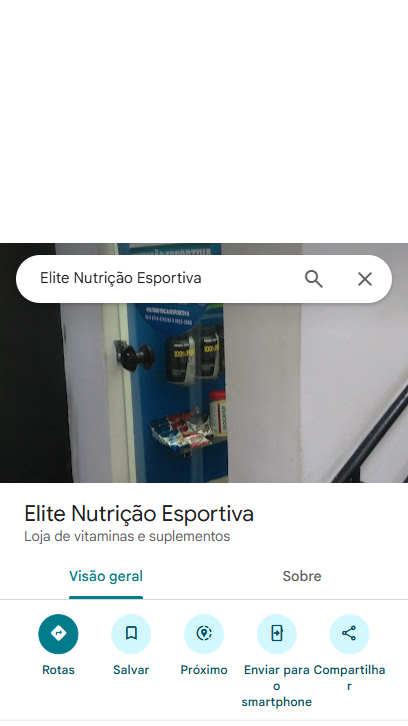 Elite Nutrição Esportiva
Elite Nutrição Esportiva
Loja de vitaminas e suplementos
Visão geral
Sobre
Rotas
Salvar
Próximo
Enviar para
o
smartphone
Compartilha
r